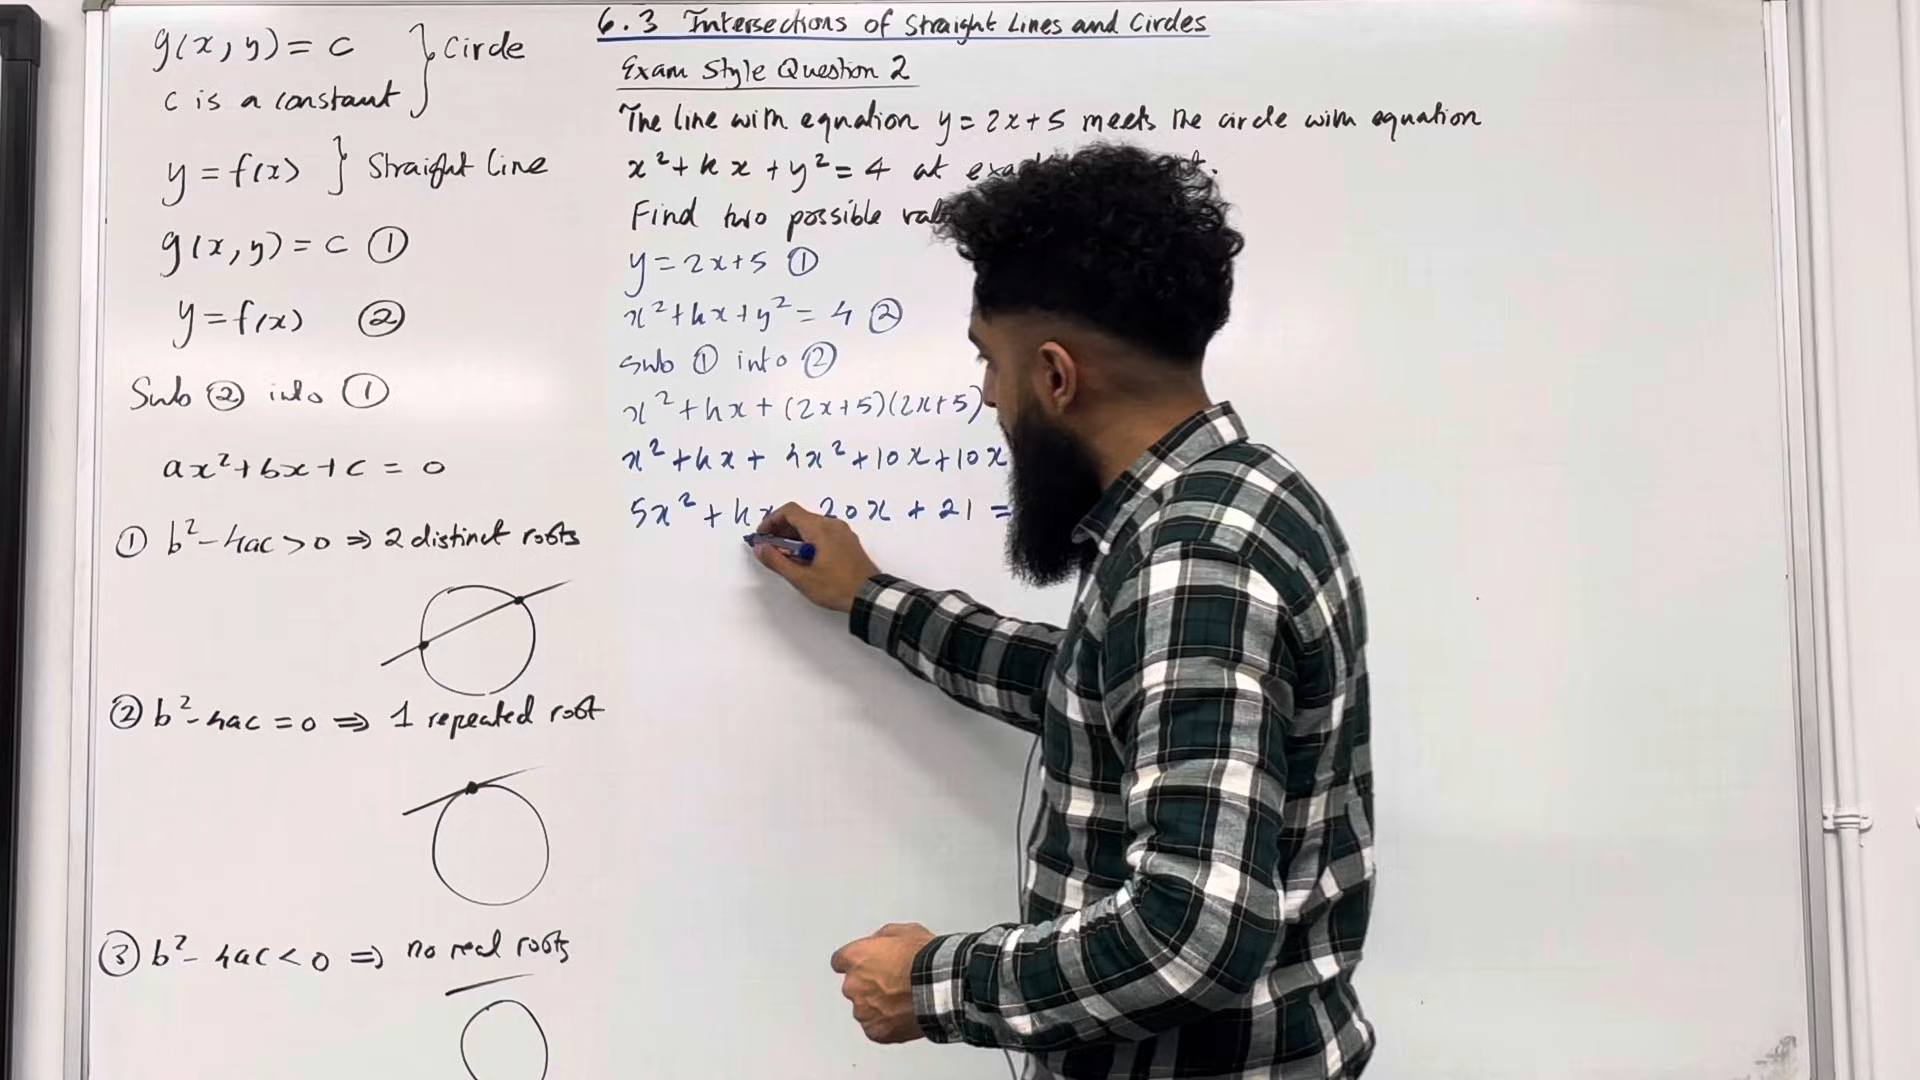 g(x, y) = c } Circle
c is a constant
y = f(x) } Straight Line
g(x, y) = c ①
y = f(x) ②
Sub ② into ①
ax² + bx + c = 0
① b² - 4ac > 0 ⇒ 2 distinct roots
② b² - 4ac = 0 ⇒ 1 repeated root
③ b² - 4ac < 0 ⇒ no real roots
6.3 Intersections of Straight Lines and Circles
Exam Style Question 2
The line with equation y = 2x + 5 meets the circle with equation
x² + kx + y² = 4 at
Find two possible
y = 2x + 5 ①
x² + kx + y² = 4 ②
sub ① into ②
x² + kx + (2x + 5)(2x + 5)
x² + kx + 4x² + 10x + 10x
5x² + kx 20x + 21 =